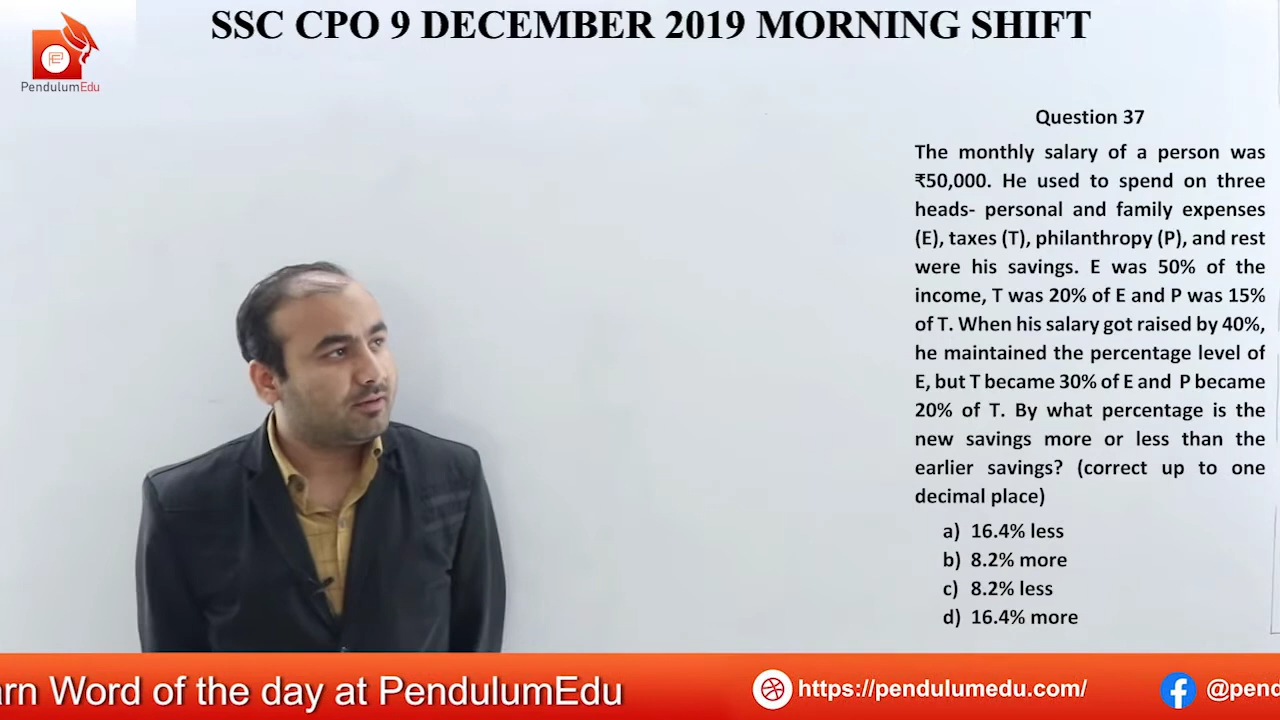 SSC CPO 9 DECEMBER 2019 MORNING SHIFT
PendulumEdu
Question 37
The monthly salary of a person was
₹50,000. He used to spend on three
heads- personal and family expenses
(E), taxes (T), philanthropy (P), and rest
were his savings. E was 50% of the
income, T was 20% of E and P was 15%
of T. When his salary got raised by 40%,
he maintained the percentage level of
E, but T became 30% of E and P became
20% of T. By what percentage is the
new savings more or less than the
earlier savings? (correct up to one
decimal place)
a) 16.4% less
b) 8.2% more
c) 8.2% less
d) 16.4% more
arn Word of the day at PendulumEdu
https://pendulumedu.com/
@pend